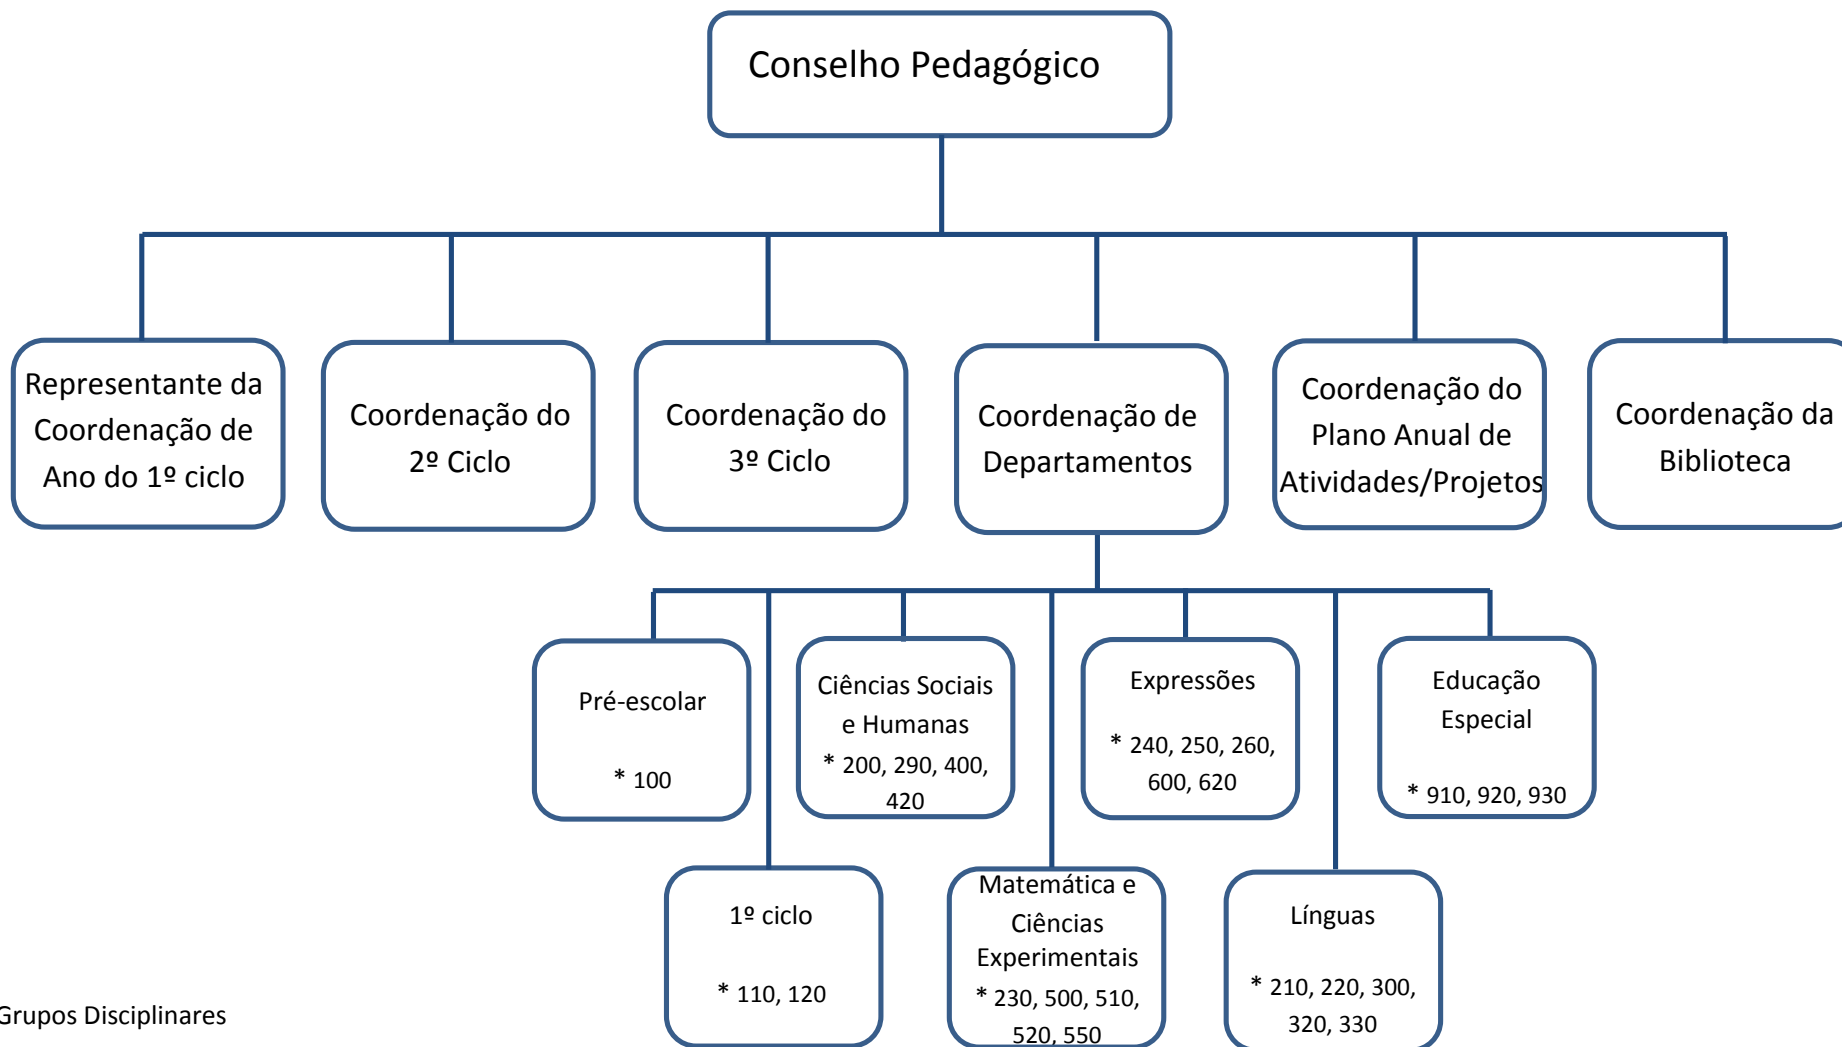 Conselho Pedagógico
Representante da
Coordenação de
Ano do 1º ciclo
Coordenação do
2º Ciclo
Coordenação do
3º Ciclo
Coordenação de
Departamentos
Coordenação do
Plano Anual de
Atividades/Projetos
Coordenação da
Biblioteca
Pré-escolar
* 100
Ciências Sociais
e Humanas
* 200, 290, 400,
420
Expressões
* 240, 250, 260,
600, 620
Educação
Especial
* 910, 920, 930
1º ciclo
* 110, 120
Matemática e
Ciências
Experimentais
* 230, 500, 510,
520, 550
Línguas
* 210, 220, 300,
320, 330
Grupos Disciplinares